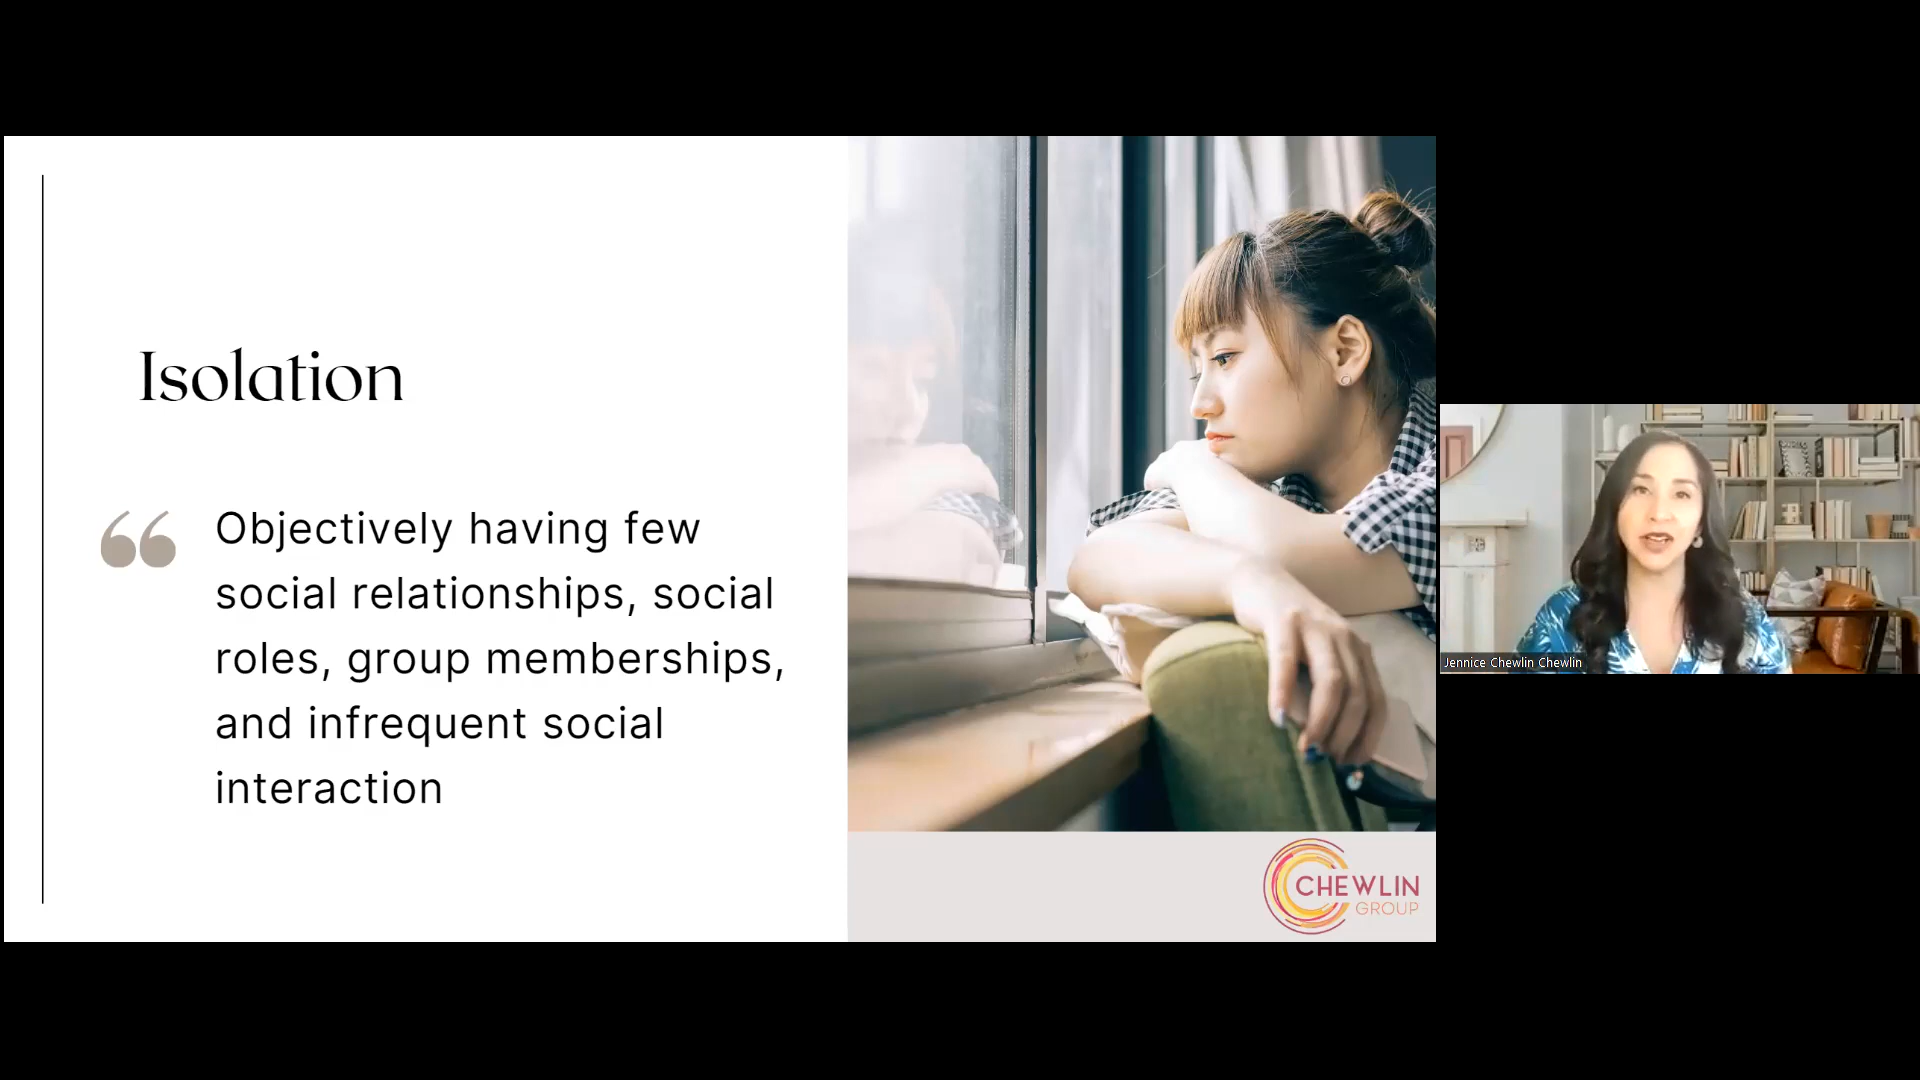 Isolation
“ Objectively having few
social relationships, social
roles, group memberships,
and infrequent social
interaction
CHEWLIN
GROUP
Jennice Chewlin Chewlin